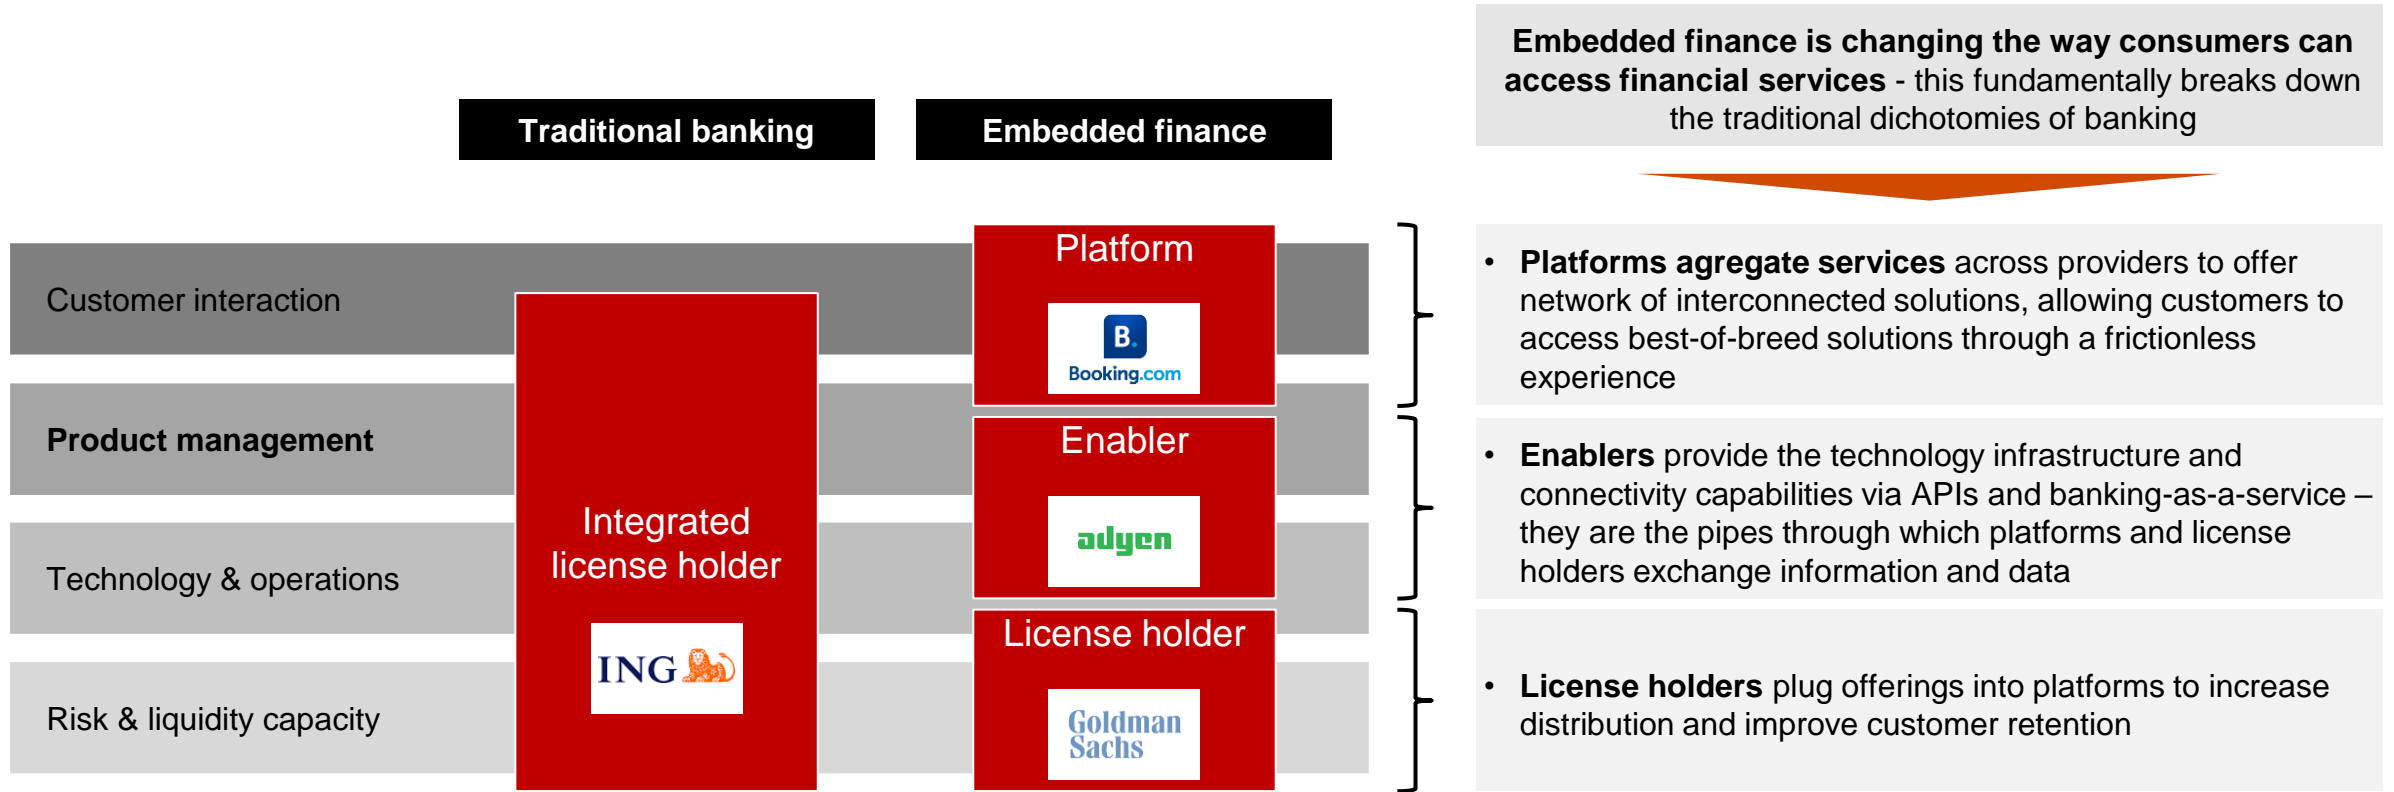 Embedded finance is changing the way consumers can
access financial services - this fundamentally breaks down
the traditional dichotomies of banking
Traditional banking
Embedded finance
Customer interaction
Product management
Technology & operations
Risk & liquidity capacity
Integrated
license holder
ING
Platform
B.
Booking.com
Enabler
adyen
License holder
Goldman
Sachs
• Platforms agregate services across providers to offer
network of interconnected solutions, allowing customers to
access best-of-breed solutions through a frictionless
experience
• Enablers provide the technology infrastructure and
connectivity capabilities via APIs and banking-as-a-service –
they are the pipes through which platforms and license
holders exchange information and data
• License holders plug offerings into platforms to increase
distribution and improve customer retention